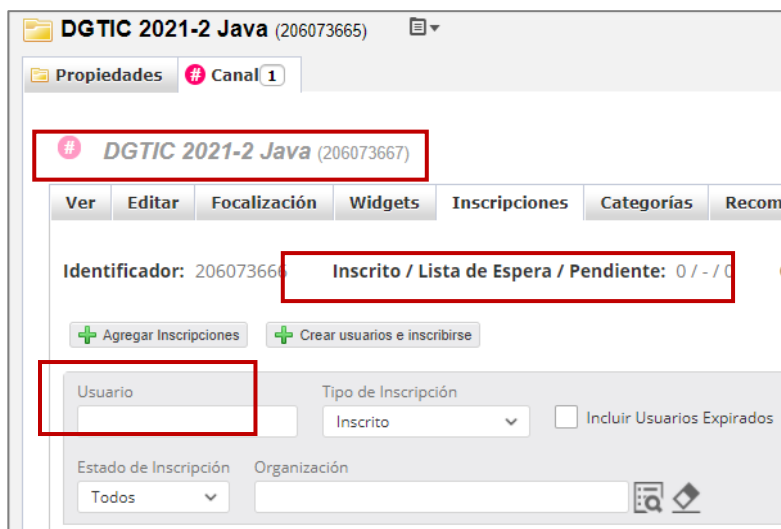 DGTIC 2021-2 Java (206073665)
Propiedades # Canal 1
# DGTIC 2021-2 Java (206073667)
Ver Editar Focalización Widgets Inscripciones Categorías Recom
Identificador: 206073666 Inscrito / Lista de Espera / Pendiente: 0 / - / 0
Agregar Inscripciones Crear usuarios e inscribirse
Usuario Tipo de Inscripción
Inscrito Incluir Usuarios Expirados
Estado de Inscripción Organización
Todos